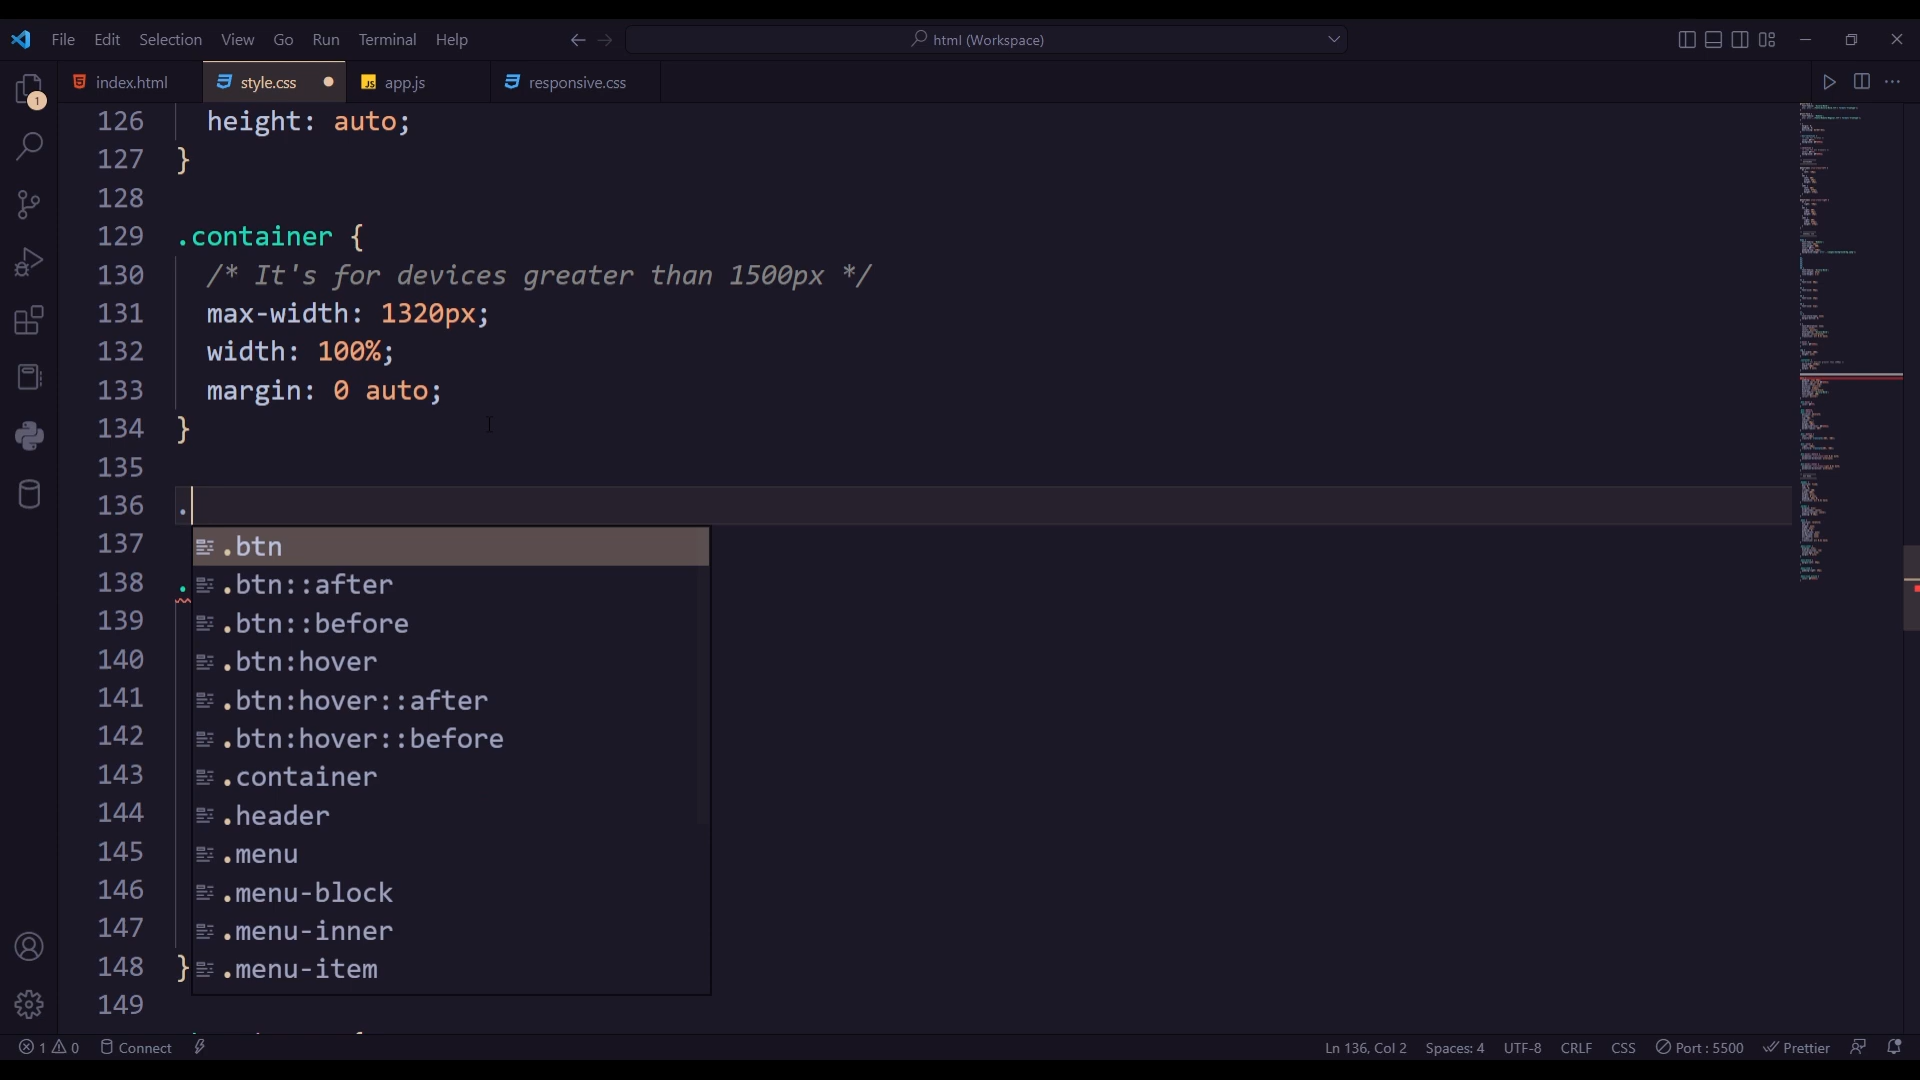 File Edit Selection View Go Run Terminal Help html (Workspace)
index.html style.css app.js responsive.css
1
126 height: auto;
127 }
128
129 .container {
130 /* It's for devices greater than 1500px */
131 max-width: 1320px;
132 width: 100%;
133 margin: 0 auto;
134 }
135
136 .
137 .btn
138 . .btn::after
139 .btn::before
140 .btn:hover
141 .btn:hover::after
142 .btn:hover::before
143 .container
144 .header
145 .menu
146 .menu-block
147 .menu-inner
148 } .menu-item
149
1 0 Connect Ln 136, Col 2 Spaces: 4 UTF-8 CRLF CSS Port : 5500 Prettier